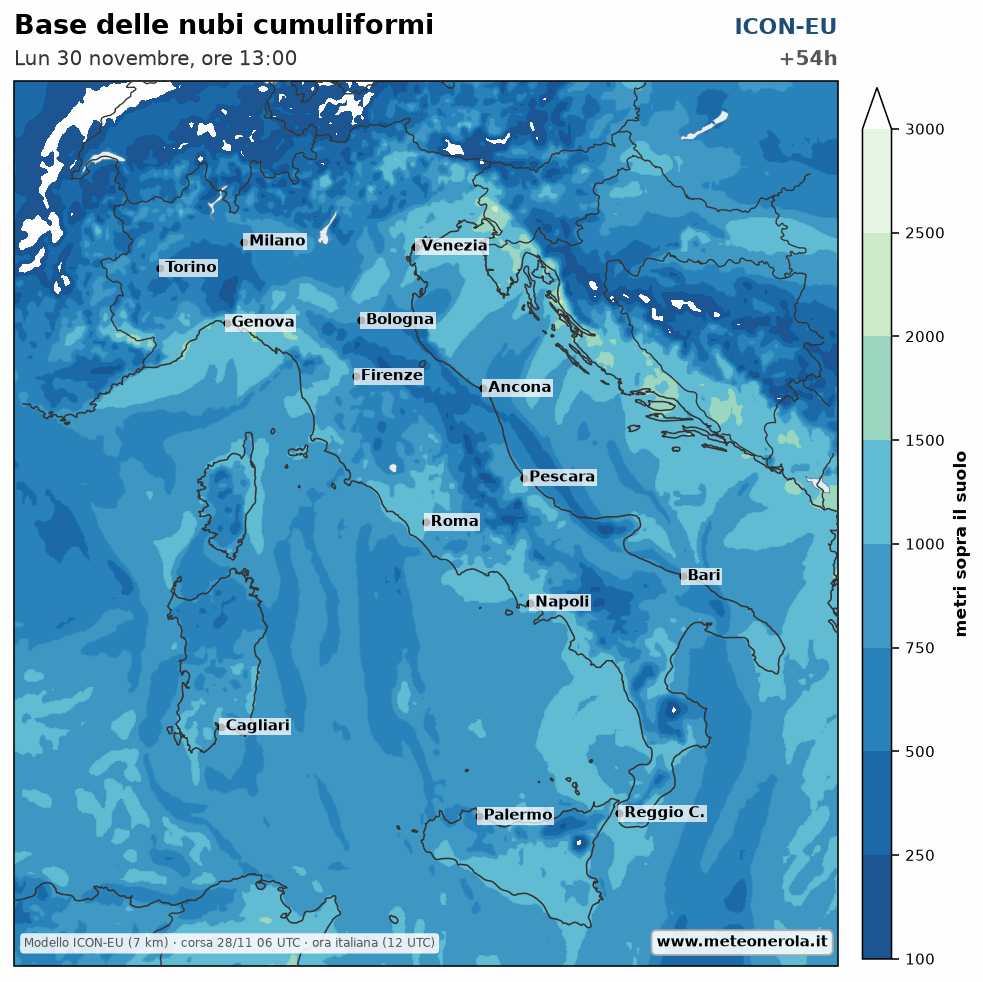 Base delle nubi cumuliformi
ICON-EU
Lun 30 novembre, ore 13:00
+54h
3000
2500
2000
1500
1000
750
500
250
100
metri sopra il suolo
Milano
Venezia
Torino
Genova
Bologna
Firenze
Ancona
Pescara
Roma
Bari
Napoli
Cagliari
Palermo
Reggio C.
Modello ICON-EU (7 km) · corsa 28/11 06 UTC · ora italiana (12 UTC)
www.meteonerola.it